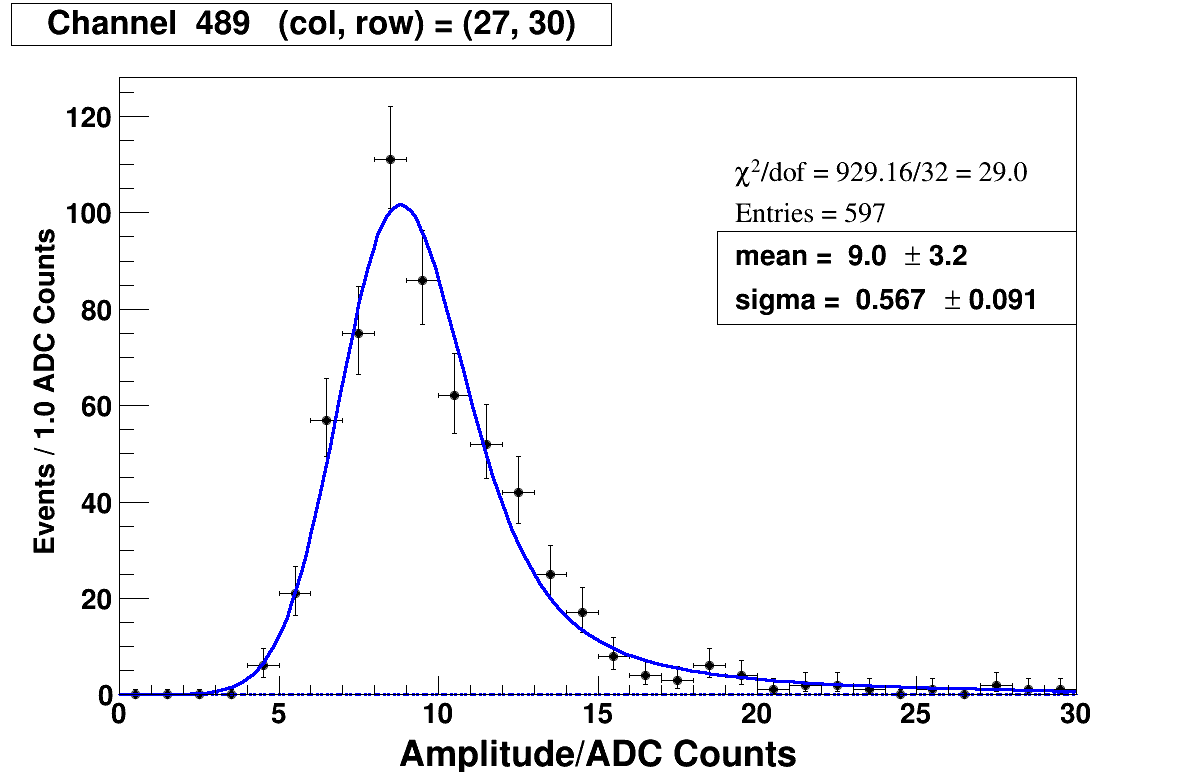 Channel 489 (col, row) = (27, 30)
120
100
80
60
40
20
0
Events / 1.0 ADC Counts
χ²/dof = 929.16/32 = 29.0
Entries = 597
mean = 9.0 ± 3.2
sigma = 0.567 ± 0.091
0 5 10 15 20 25 30
Amplitude/ADC Counts